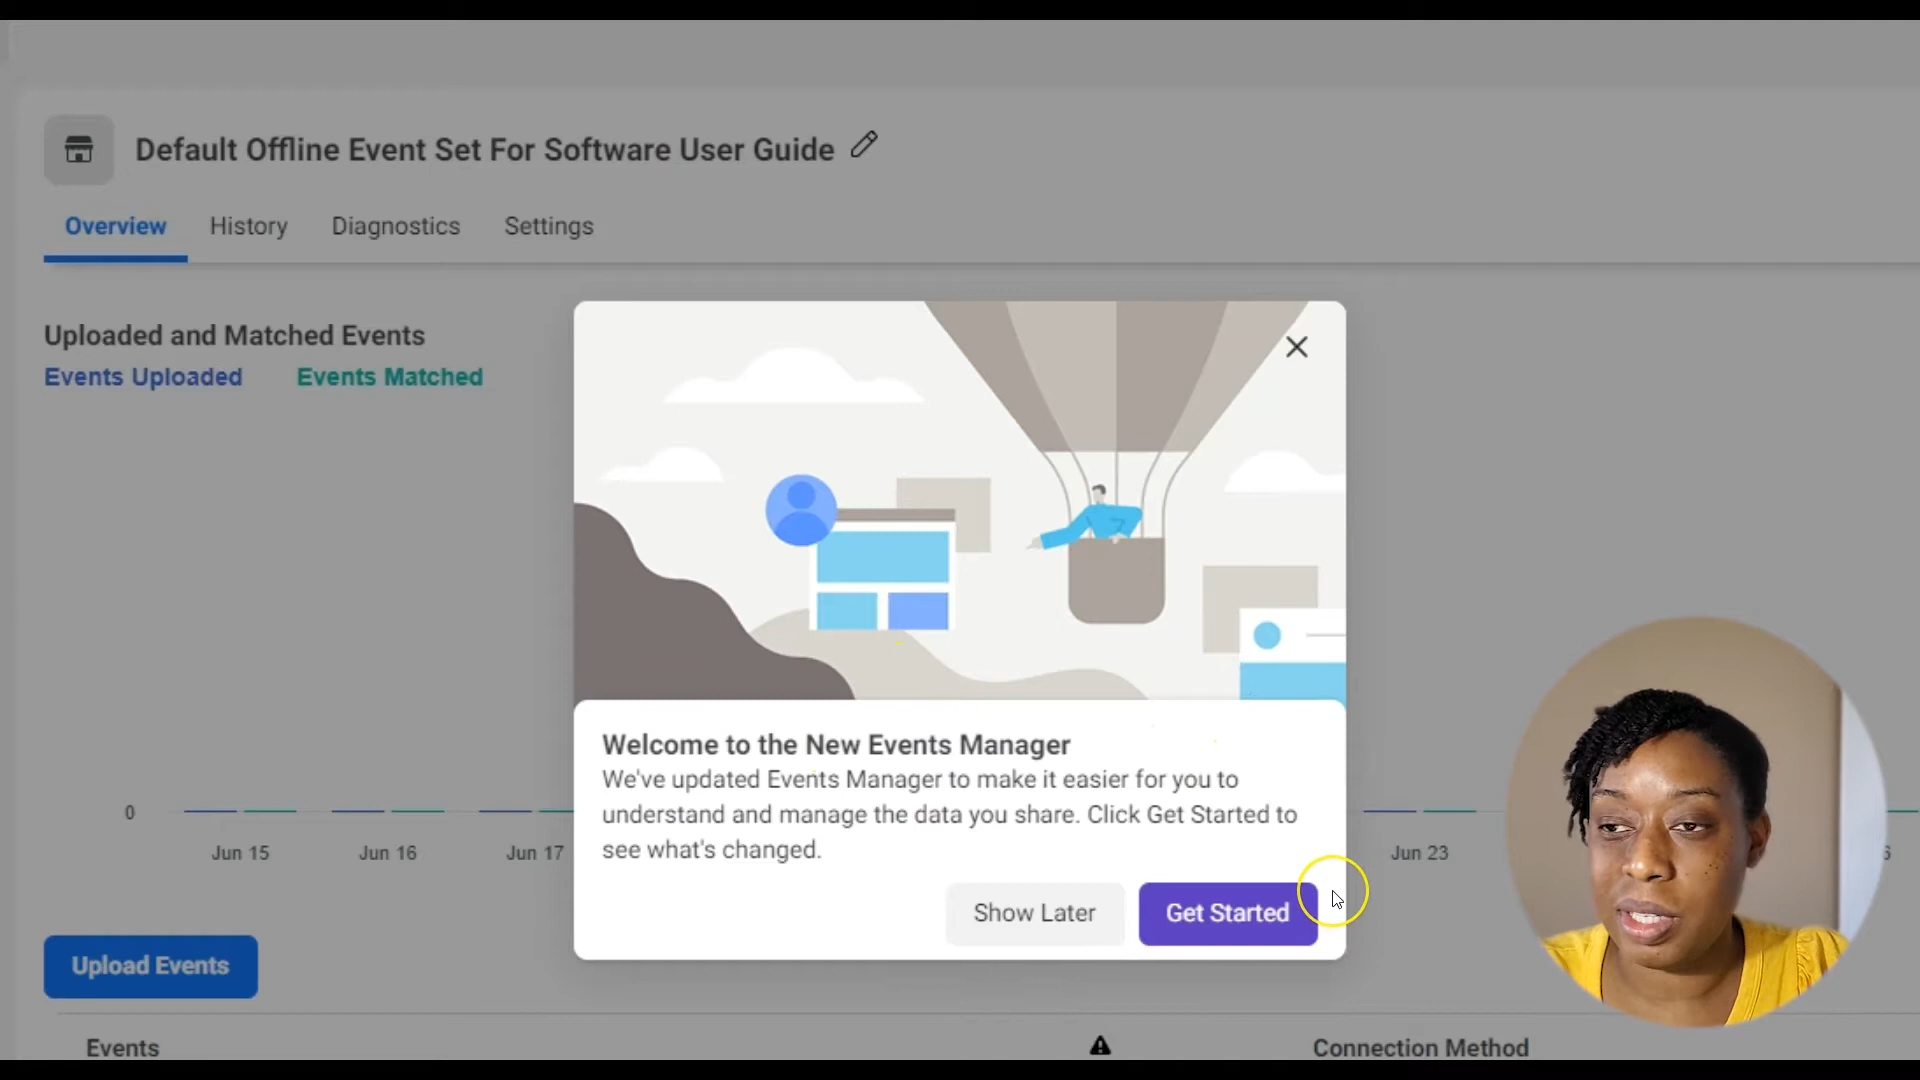 Default Offline Event Set For Software User Guide
Overview History Diagnostics Settings
Uploaded and Matched Events
Events Uploaded Events Matched
Welcome to the New Events Manager
We've updated Events Manager to make it easier for you to
understand and manage the data you share. Click Get Started to
see what's changed.
Show Later Get Started
0
Jun 15 Jun 16 Jun 17 Jun 23
Upload Events
Events Connection Method